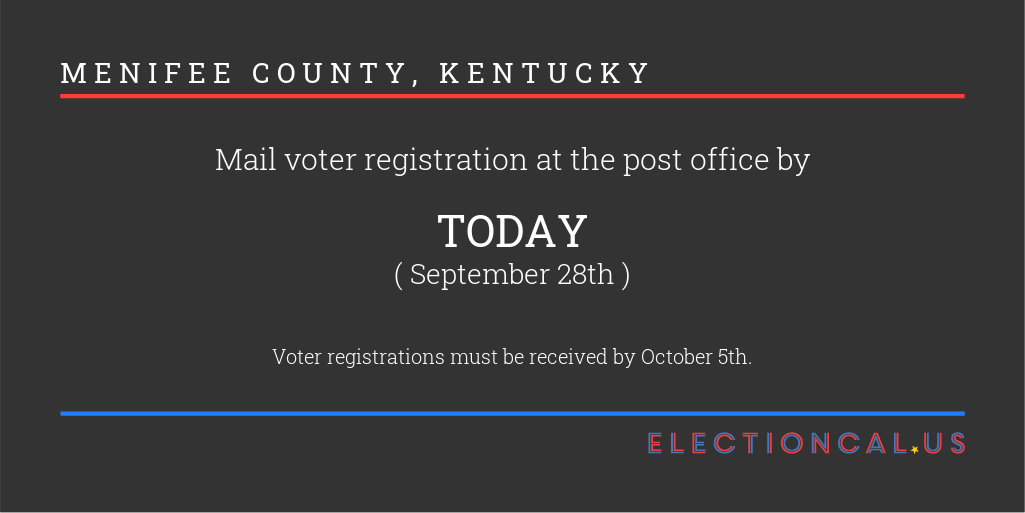 MENIFEE COUNTY, KENTUCKY
Mail voter registration at the post office by
TODAY
( September 28th )
Voter registrations must be received by October 5th.
ELECTIONCAL.US